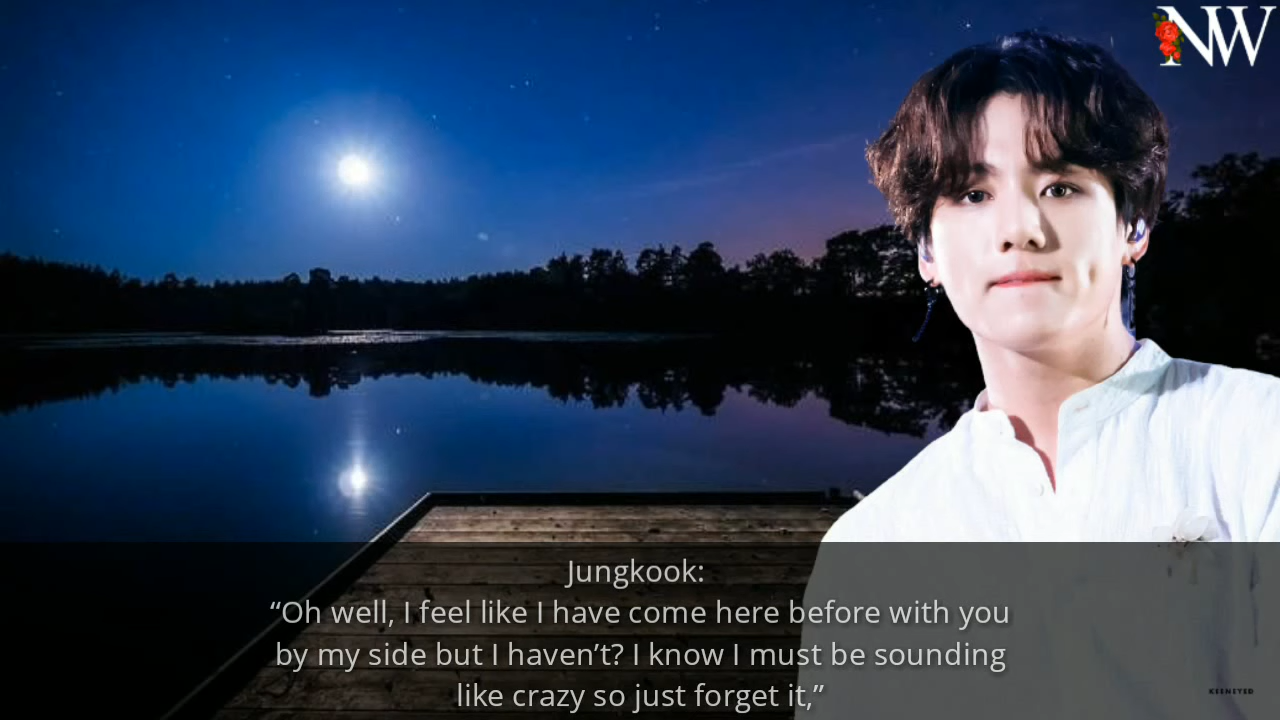 NW
Jungkook:
“Oh well, I feel like I have come here before with you
by my side but I haven’t? I know I must be sounding
like crazy so just forget it,”
KEENEYED